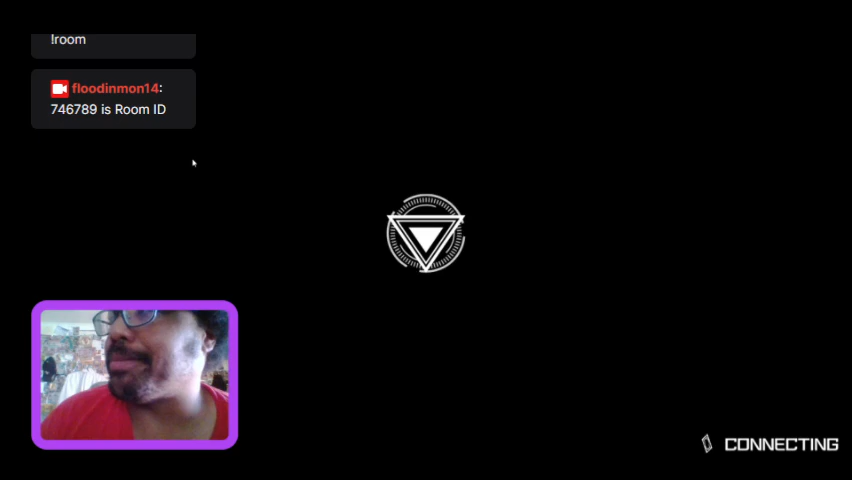 !room
floodinmon14:
746789 is Room ID
CONNECTING